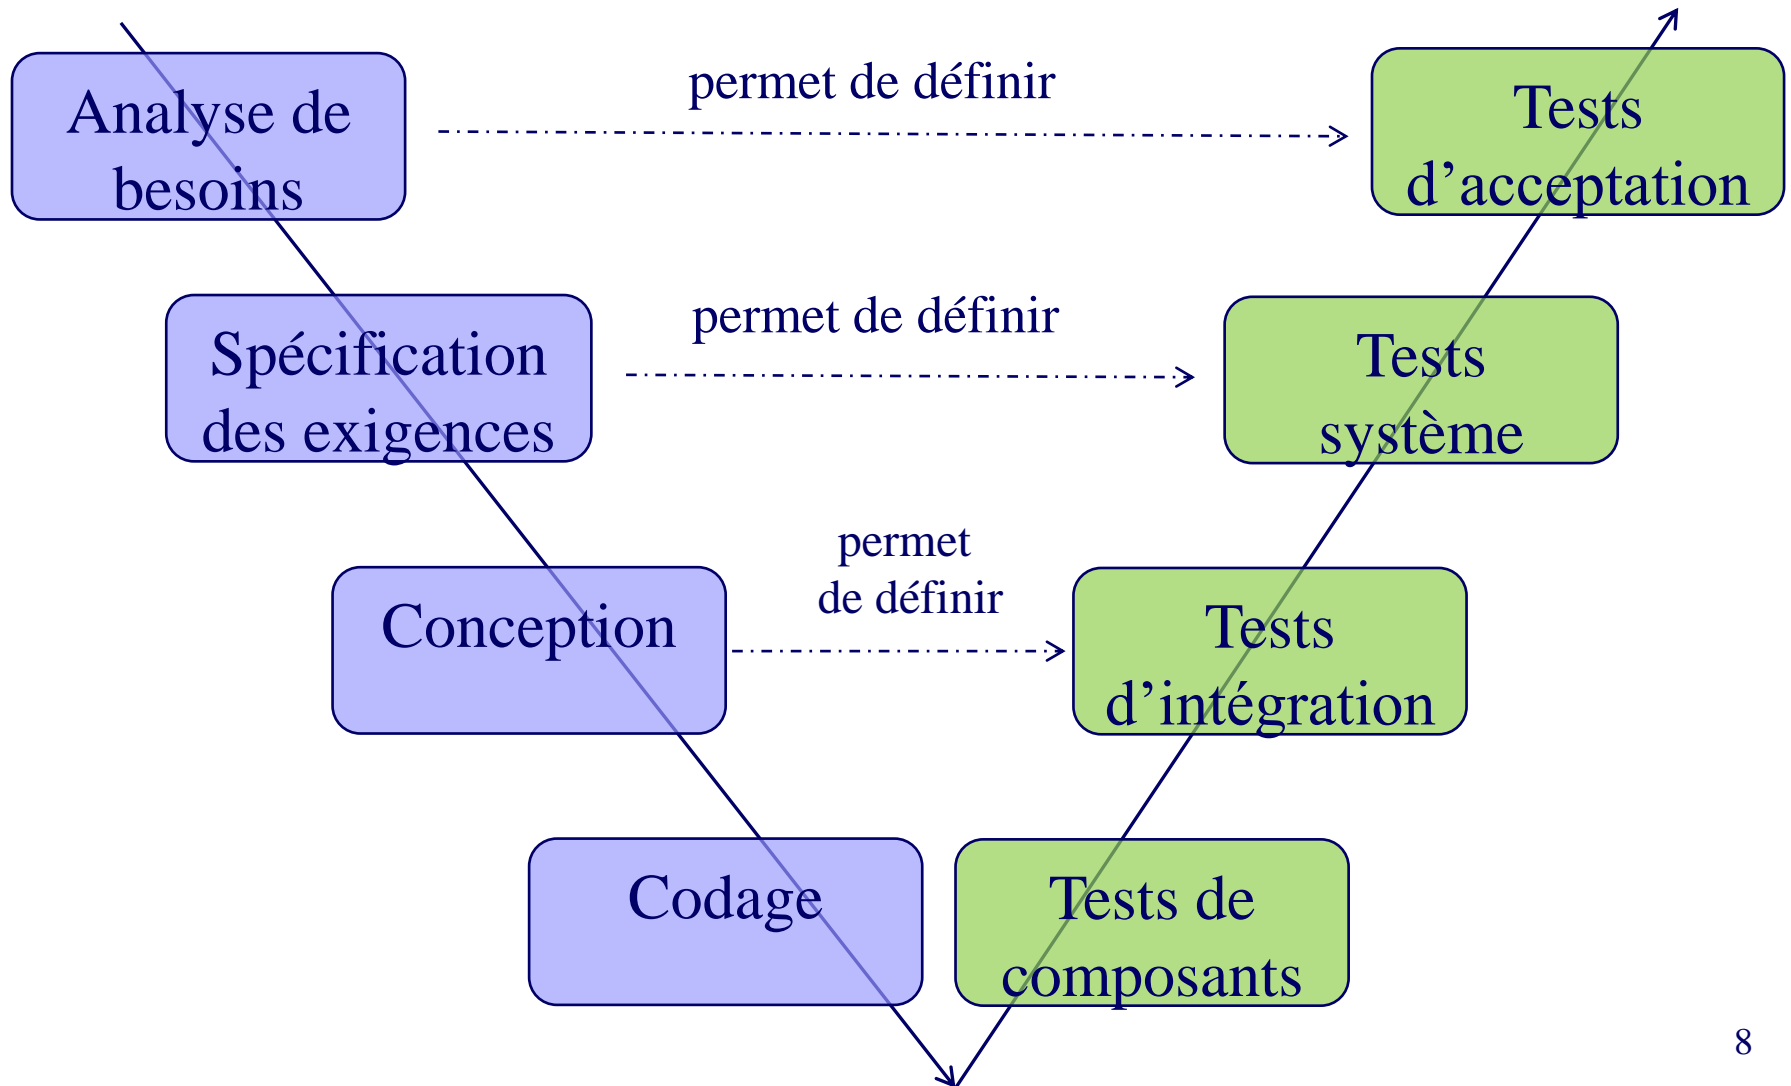 Analyse de
besoins
permet de définir
Tests
d’acceptation
Spécification
des exigences
permet de définir
Tests
système
Conception
permet
de définir
Tests
d’intégration
Codage
Tests de
composants
8